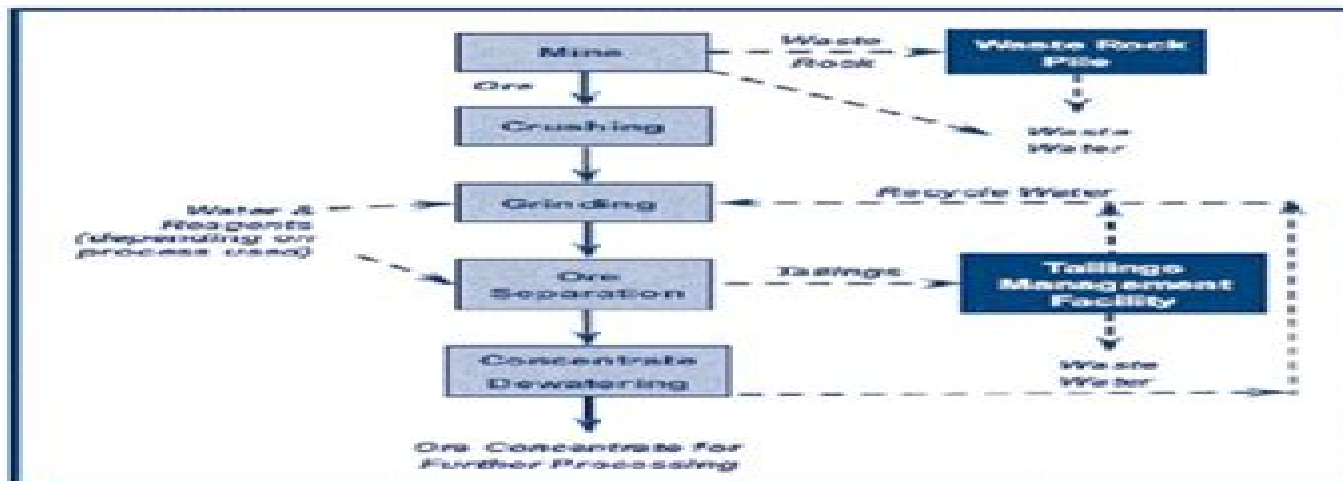 Mine
Waste
Rock
Waste Rock
Pile
Ore
Crushing
Waste
Water
Grinding
Recycle Water
Water &
Reagents
(depending on
process used)
Ore
Separation
Tailings
Tailings
Management
Facility
Concentrate
Dewatering
Waste
Water
Ore Concentrate for
Further Processing